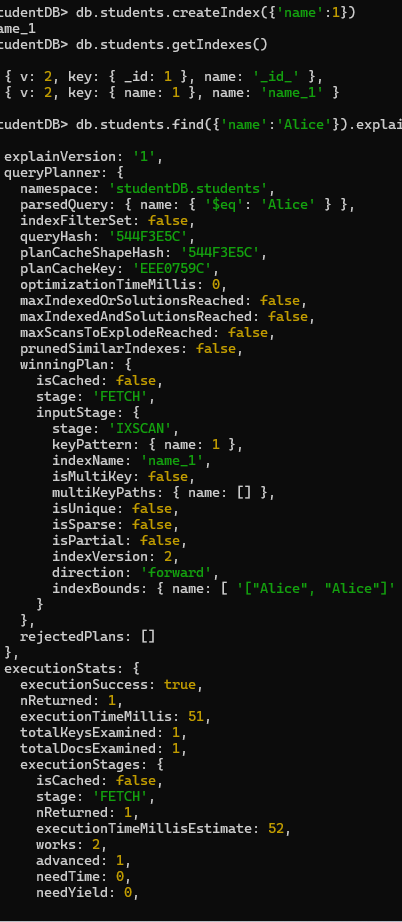 tudentDB> db.students.createIndex({'name':1})
ame_1
tudentDB> db.students.getIndexes()
{ v: 2, key: { _id: 1 }, name: '_id_' },
{ v: 2, key: { name: 1 }, name: 'name_1' }
tudentDB> db.students.find({'name':'Alice'}).explai
explainVersion: '1',
queryPlanner: {
namespace: 'studentDB.students',
parsedQuery: { name: { '$eq': 'Alice' } },
indexFilterSet: false,
queryHash: '544F3E5C',
planCacheShapeHash: '544F3E5C',
planCacheKey: 'EEE0759C',
optimizationTimeMillis: 0,
maxIndexedOrSolutionsReached: false,
maxIndexedAndSolutionsReached: false,
maxScansToExplodeReached: false,
prunedSimilarIndexes: false,
winningPlan: {
isCached: false,
stage: 'FETCH',
inputStage: {
stage: 'IXSCAN',
keyPattern: { name: 1 },
indexName: 'name_1',
isMultiKey: false,
multiKeyPaths: { name: [] },
isUnique: false,
isSparse: false,
isPartial: false,
indexVersion: 2,
direction: 'forward',
indexBounds: { name: [ '["Alice", "Alice"]'
}
},
rejectedPlans: []
},
executionStats: {
executionSuccess: true,
nReturned: 1,
executionTimeMillis: 51,
totalKeysExamined: 1,
totalDocsExamined: 1,
executionStages: {
isCached: false,
stage: 'FETCH',
nReturned: 1,
executionTimeMillisEstimate: 52,
works: 2,
advanced: 1,
needTime: 0,
needYield: 0,